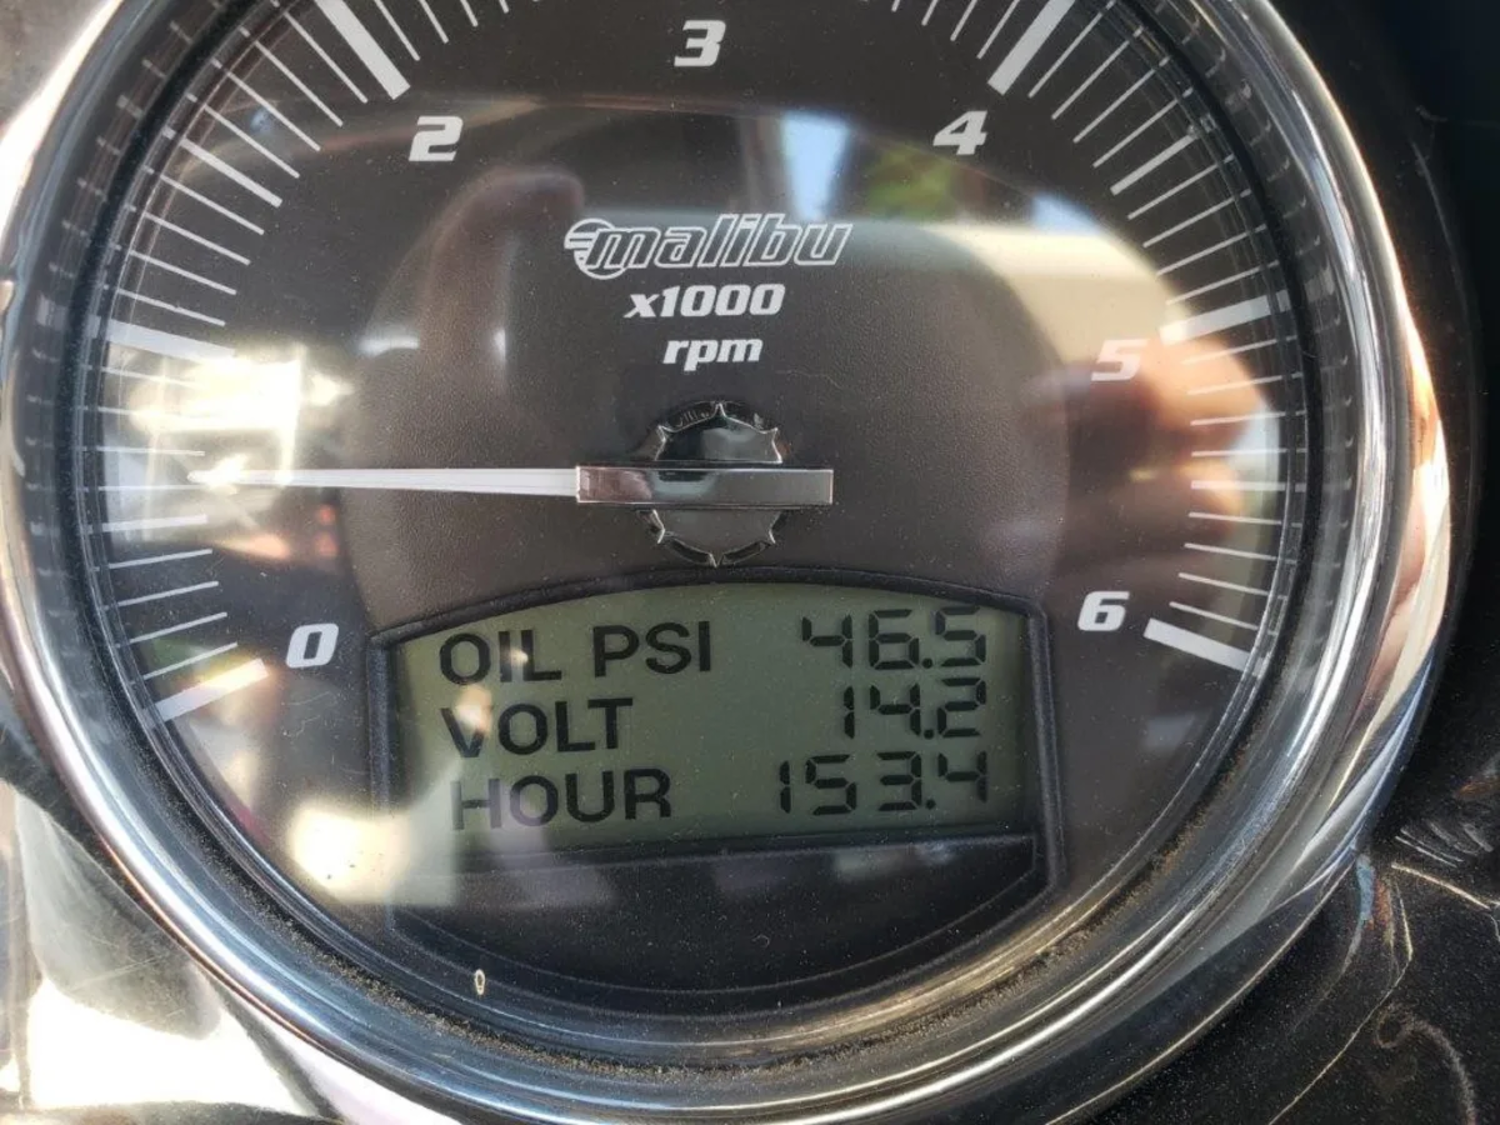 3
2
4
malibu
x1000
rpm
5
0
6
OIL PSI 46.5
VOLT 14.2
HOUR 153.4